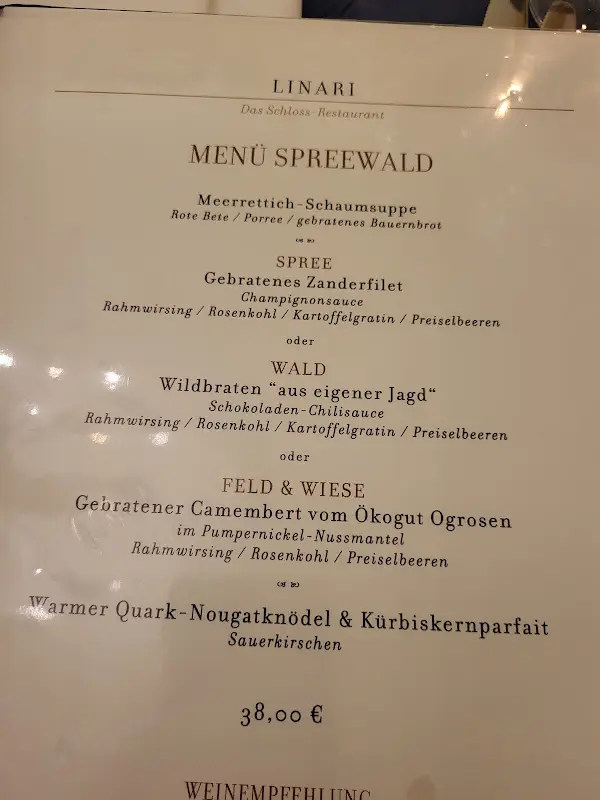 LINARI
Das Schloss-Restaurant
MENÜ SPREEWALD
Meerrettich-Schaumsuppe
Rote Bete / Porree / gebratenes Bauernbrot
SPREE
Gebratenes Zanderfilet
Champignonsauce
Rahmwirsing / Rosenkohl / Kartoffelgratin / Preiselbeeren
oder
WALD
Wildbraten "aus eigener Jagd"
Schokoladen-Chilisauce
Rahmwirsing / Rosenkohl / Kartoffelgratin / Preiselbeeren
oder
FELD & WIESE
Gebratener Camembert vom Ökogut Ogrosen
im Pumpernickel-Nussmantel
Rahmwirsing / Rosenkohl / Preiselbeeren
Warmer Quark-Nougatknödel & Kürbiskernparfait
Sauerkirschen
38,00 €
WEINEMPFEHLUNG